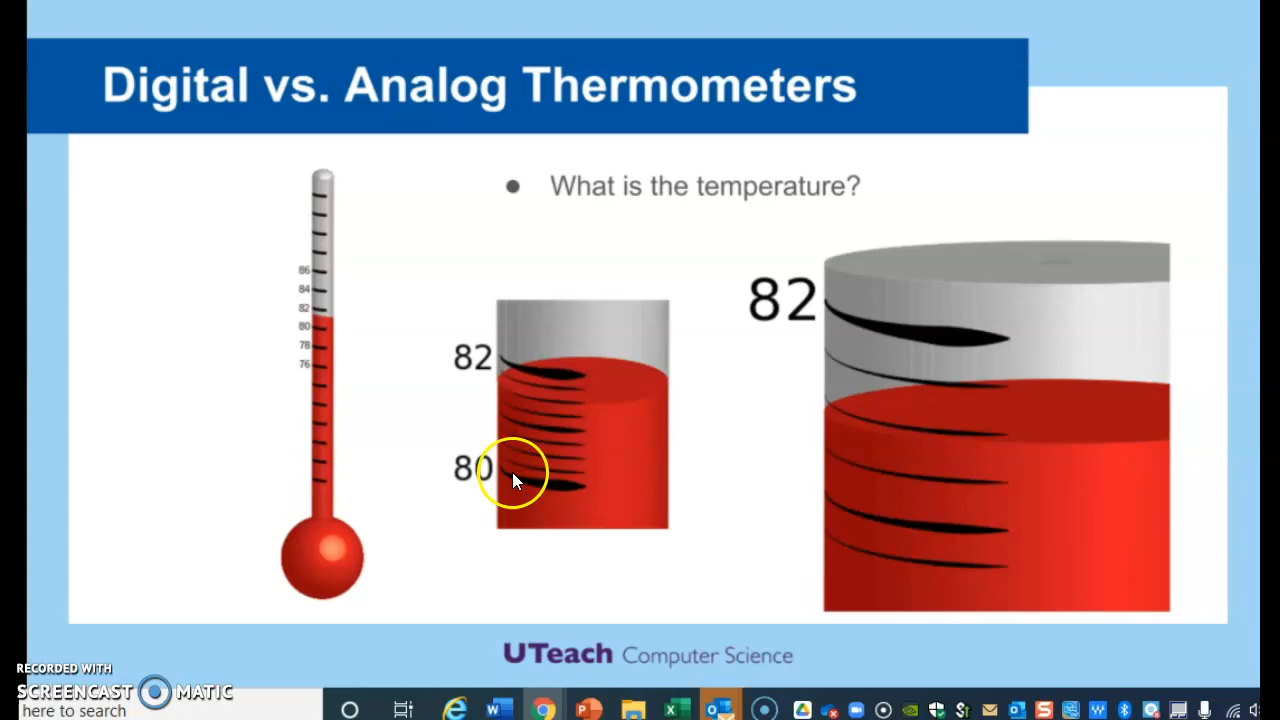 Digital vs. Analog Thermometers
● What is the temperature?
86
84
82
80
78
76
82
80
82
UTeach Computer Science
RECORDED WITH
SCREENCAST MATIC
here to search